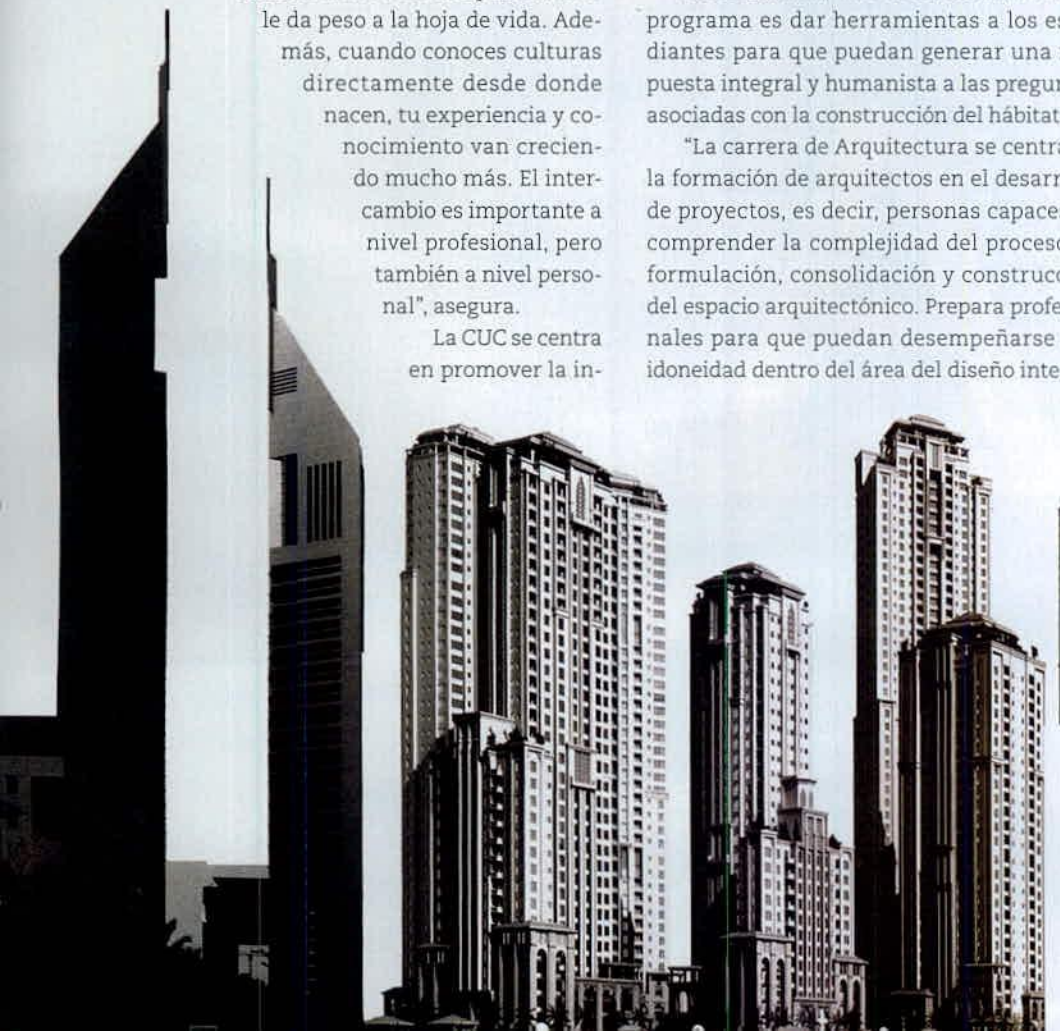 le da peso a la hoja de vida. Ade-
más, cuando conoces culturas
directamente desde donde
nacen, tu experiencia y co-
nocimiento van crecien-
do mucho más. El inter-
cambio es importante a
nivel profesional, pero
también a nivel perso-
nal”, asegura.
La CUC se centra
en promover la in-
programa es dar herramientas a los es
diantes para que puedan generar una
puesta integral y humanista a las pregun
asociadas con la construcción del hábitat
“La carrera de Arquitectura se centra
la formación de arquitectos en el desarr
de proyectos, es decir, personas capace
comprender la complejidad del proceso
formulación, consolidación y construcc
del espacio arquitectónico. Prepara profe
nales para que puedan desempeñarse
idoneidad dentro del área del diseño inte